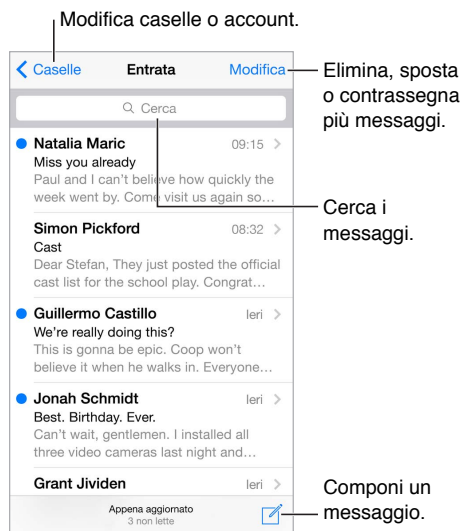 Modifica caselle o account.
Caselle Entrata Modifica
Elimina, sposta
o contrassegna
più messaggi.
Cerca
Natalia Maric 09:15
Miss you already
Paul and I can't believe how quickly the
week went by. Come visit us again so…
Cerca i
messaggi.
Simon Pickford 08:32
Cast
Dear Stefan, They just posted the official
cast list for the school play. Congrat…
Guillermo Castillo Ieri
We're really doing this?
This is gonna be epic. Coop won't
believe it when he walks in. Everyone…
Jonah Schmidt Ieri
Best. Birthday. Ever.
Can't wait, gentlemen. I installed all
three video cameras last night and…
Grant Jividen Ieri
Appena aggiornato
3 non lette
Componi un
messaggio.